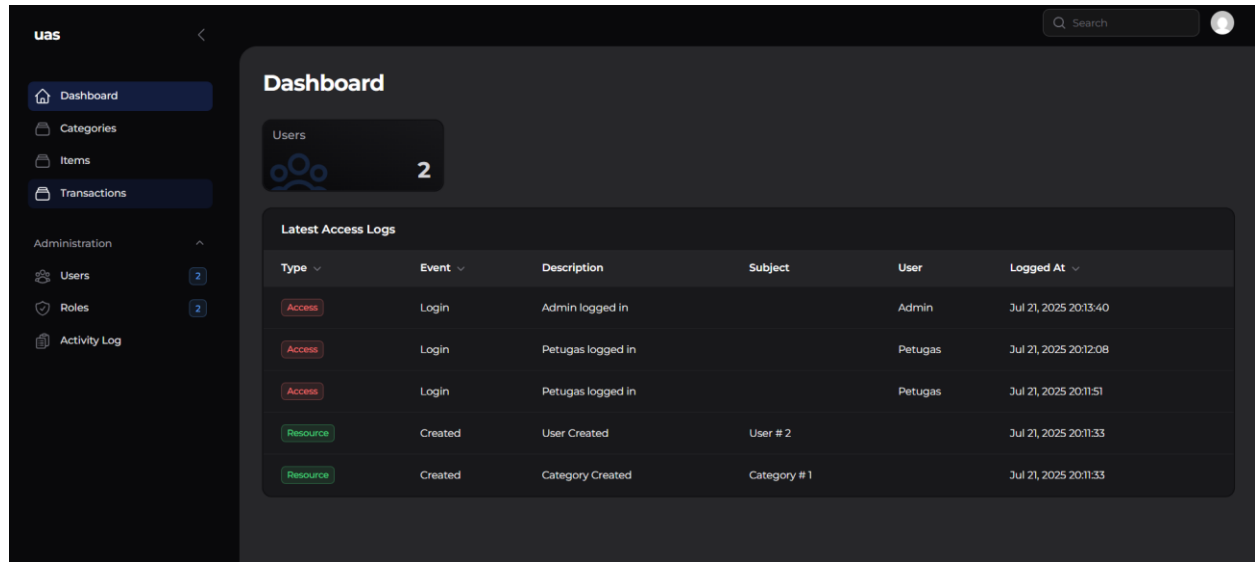 uas
Search
Dashboard
Categories
Items
Transactions
Administration
Users 2
Roles 2
Activity Log
Dashboard
Users
2
Latest Access Logs
Type Event Description Subject User Logged At
Access Login Admin logged in Admin Jul 21, 2025 20:13:40
Access Login Petugas logged in Petugas Jul 21, 2025 20:12:08
Access Login Petugas logged in Petugas Jul 21, 2025 20:11:51
Resource Created User Created User # 2 Jul 21, 2025 20:11:33
Resource Created Category Created Category # 1 Jul 21, 2025 20:11:33